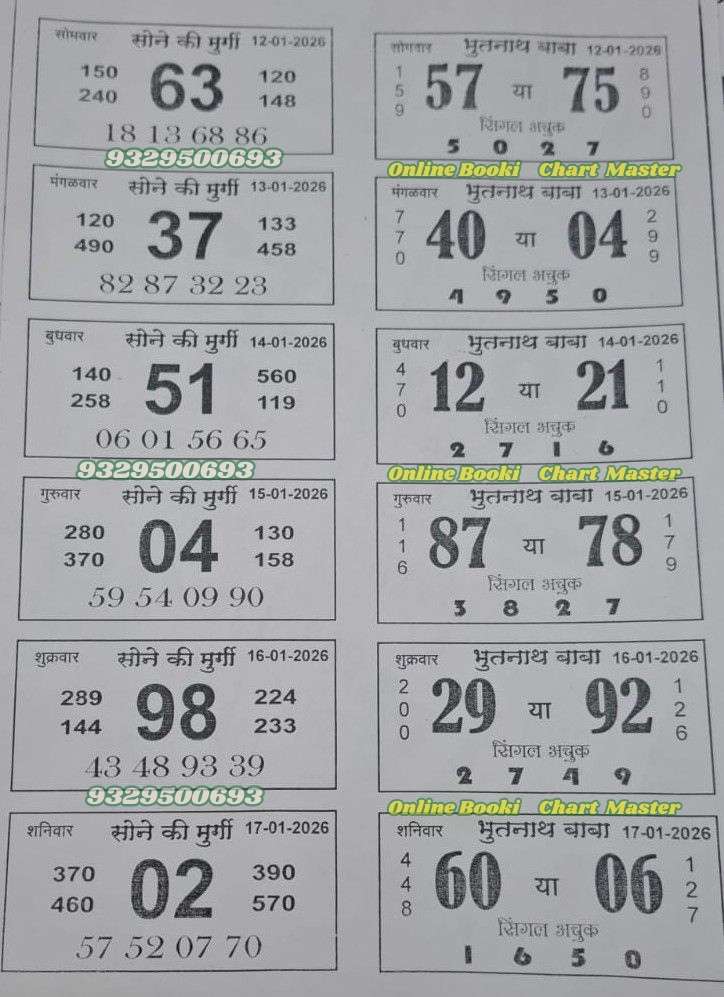 सोमवार सोने की मुर्गी 12-01-2026
150 63 120
240 148
18 13 68 86
9329500693
मंगळवार सोने की मुर्गी 13-01-2026
120 37 133
490 458
82 87 32 23
बुधवार सोने की मुर्गी 14-01-2026
140 51 560
258 119
06 01 56 65
9329500693
गुरुवार सोने की मुर्गी 15-01-2026
280 04 130
370 158
59 54 09 90
शुक्रवार सोने की मुर्गी 16-01-2026
289 98 224
144 233
43 48 93 39
9329500693
शनिवार सोने की मुर्गी 17-01-2026
370 02 390
460 570
57 52 07 70
सोमवार भुतनाथ बाबा 12-01-2026
1 8
5 57 या 75 9
9 0
सिंगल अचुक
5 0 2 7
Online Booki Chart Master
मंगळवार भुतनाथ बाबा 13-01-2026
7 2
7 40 या 04 9
0 9
सिंगल अचुक
4 9 5 0
बुधवार भुतनाथ बाबा 14-01-2026
4 1
7 12 या 21 1
0 0
सिंगल अचुक
2 7 1 6
Online Booki Chart Master
गुरुवार भुतनाथ बाबा 15-01-2026
1 1
1 87 या 78 7
6 9
सिंगल अचुक
3 8 2 7
शुक्रवार भुतनाथ बाबा 16-01-2026
2 1
0 29 या 92 2
0 6
सिंगल अचुक
2 7 4 9
Online Booki Chart Master
शनिवार भुतनाथ बाबा 17-01-2026
4 1
4 60 या 06 2
8 7
सिंगल अचुक
1 6 5 0